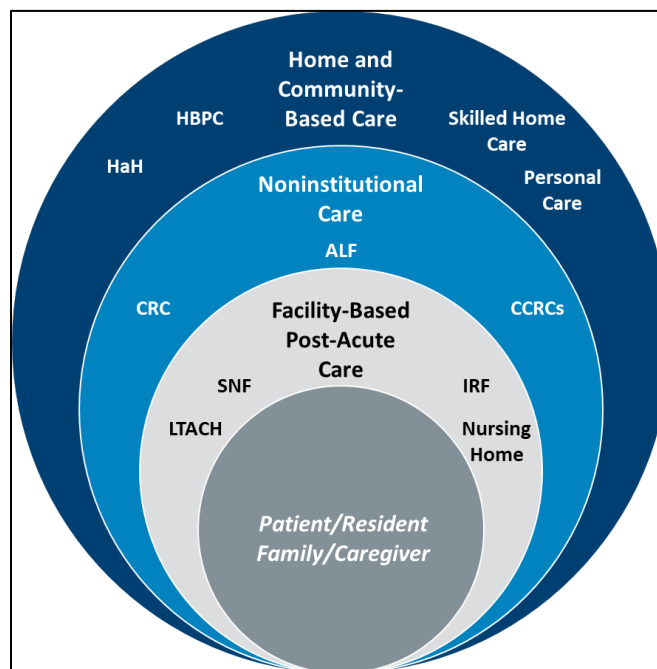 Home and
Community-
Based Care
HBPC
Skilled Home
Care
HaH
Personal
Care
Noninstitutional
Care
ALF
CRC
CCRCs
Facility-Based
Post-Acute
Care
SNF
IRF
LTACH
Nursing
Home
Patient/Resident
Family/Caregiver